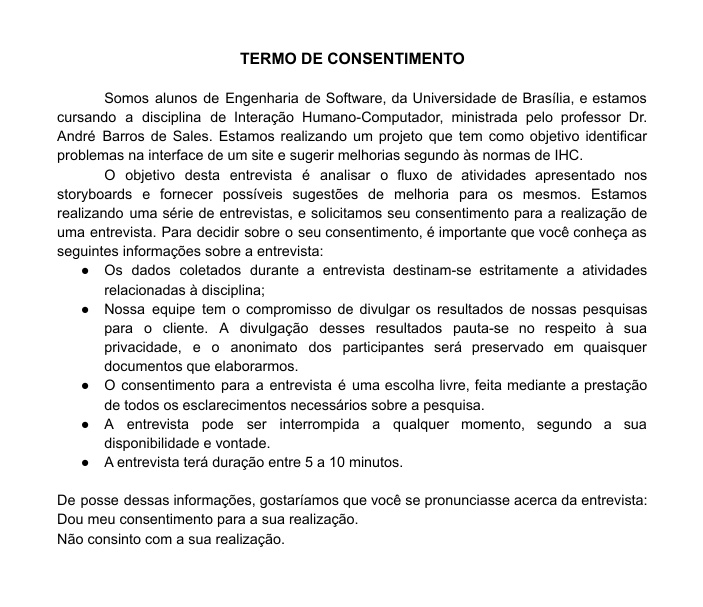 TERMO DE CONSENTIMENTO
Somos alunos de Engenharia de Software, da Universidade de Brasília, e estamos
cursando a disciplina de Interação Humano-Computador, ministrada pelo professor Dr.
André Barros de Sales. Estamos realizando um projeto que tem como objetivo identificar
problemas na interface de um site e sugerir melhorias segundo às normas de IHC.
O objetivo desta entrevista é analisar o fluxo de atividades apresentado nos
storyboards e fornecer possíveis sugestões de melhoria para os mesmos. Estamos
realizando uma série de entrevistas, e solicitamos seu consentimento para a realização de
uma entrevista. Para decidir sobre o seu consentimento, é importante que você conheça as
seguintes informações sobre a entrevista:
● Os dados coletados durante a entrevista destinam-se estritamente a atividades
relacionadas à disciplina;
● Nossa equipe tem o compromisso de divulgar os resultados de nossas pesquisas
para o cliente. A divulgação desses resultados pauta-se no respeito à sua
privacidade, e o anonimato dos participantes será preservado em quaisquer
documentos que elaborarmos.
● O consentimento para a entrevista é uma escolha livre, feita mediante a prestação
de todos os esclarecimentos necessários sobre a pesquisa.
● A entrevista pode ser interrompida a qualquer momento, segundo a sua
disponibilidade e vontade.
● A entrevista terá duração entre 5 a 10 minutos.
De posse dessas informações, gostaríamos que você se pronunciasse acerca da entrevista:
Dou meu consentimento para a sua realização.
Não consinto com a sua realização.